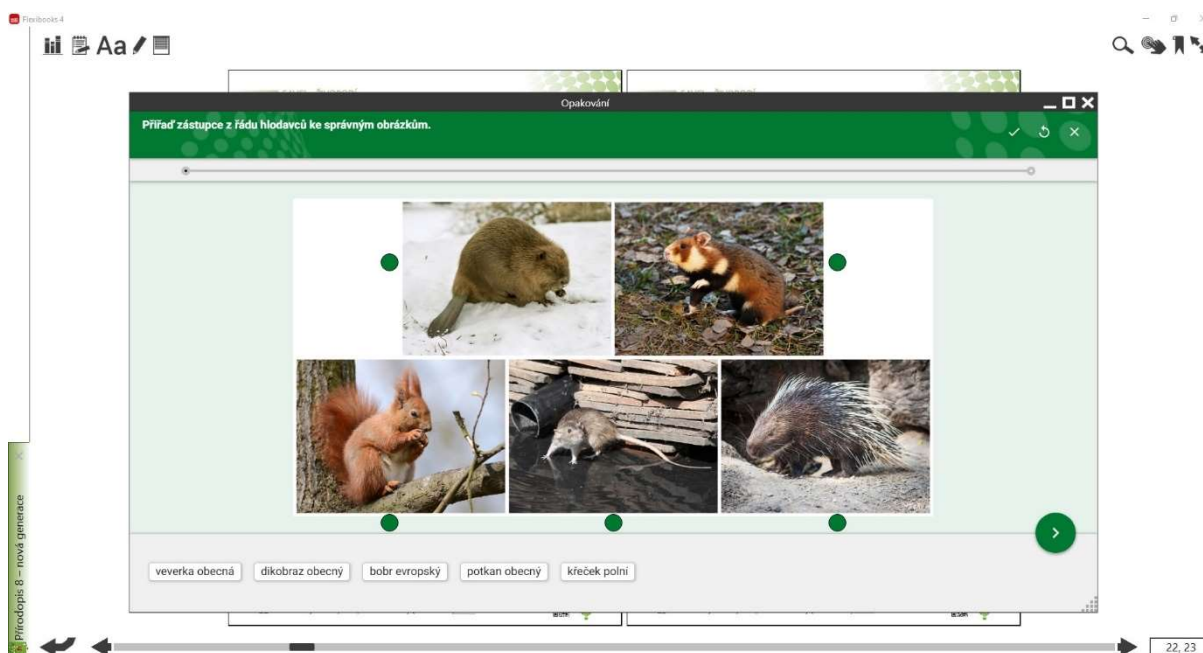 Flexibooks 4
Aa
Opakování
Přiřaď zástupce z řádu hlodavců ke správným obrázkům.
veverka obecná
dikobraz obecný
bobr evropský
potkan obecný
křeček polní
Přírodopis 8 – nová generace
22, 23